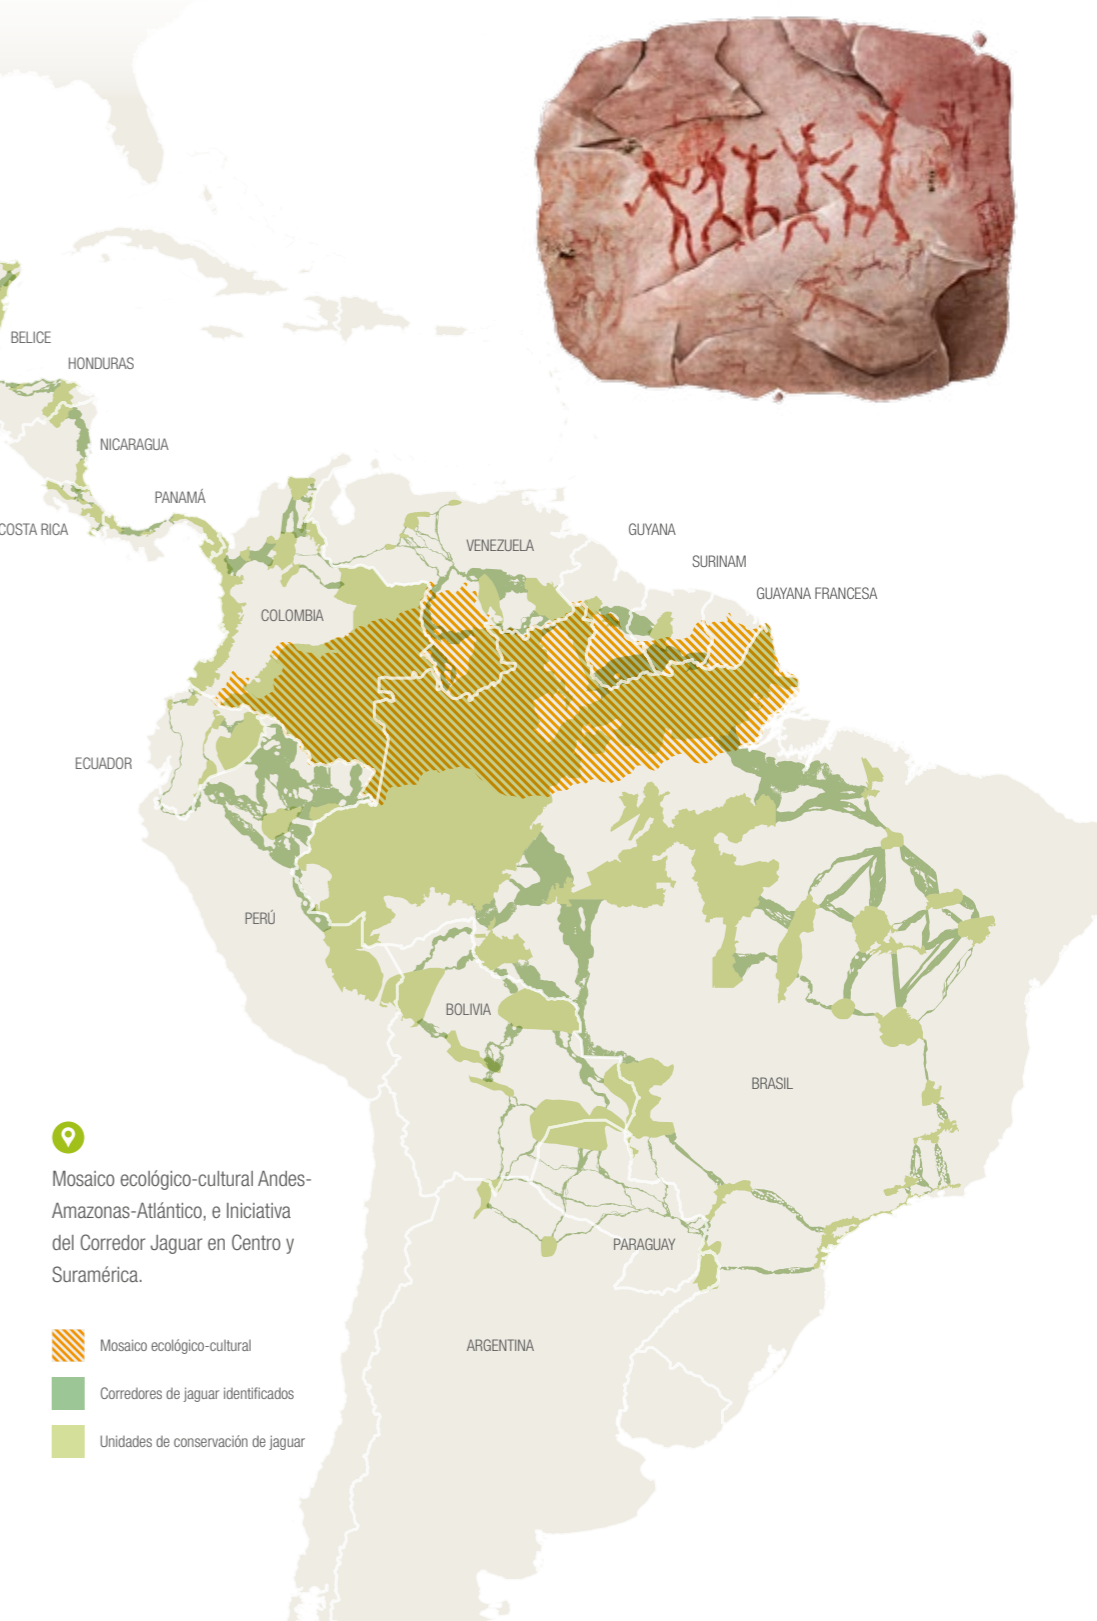 BELICE
HONDURAS
NICARAGUA
PANAMÁ
COSTA RICA
VENEZUELA
GUYANA
SURINAM
GUAYANA FRANCESA
COLOMBIA
ECUADOR
PERÚ
BOLIVIA
BRASIL
Mosaico ecológico-cultural Andes-
Amazonas-Atlántico, e Iniciativa
del Corredor Jaguar en Centro y
Suramérica.
PARAGUAY
ARGENTINA
Mosaico ecológico-cultural
Corredores de jaguar identificados
Unidades de conservación de jaguar